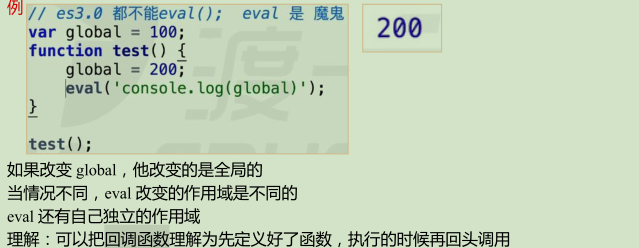 例
// es3.0 都不能eval();  eval 是 魔鬼
var global = 100;
function test() {
    global = 200;
    eval('console.log(global)');
}
test();
200
如果改变 global，他改变的是全局的
当情况不同，eval 改变的作用域是不同的
eval 还有自己独立的作用域
理解：可以把回调函数理解为先定义好了函数，执行的时候再回头调用